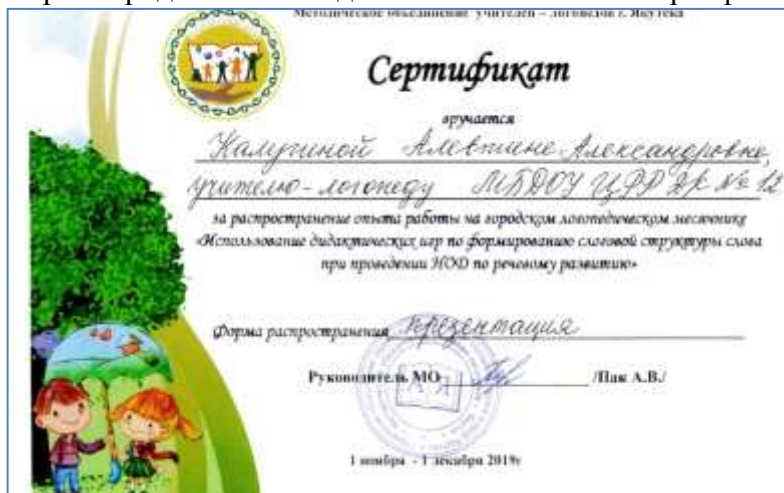 Методическое объединение учителей – логопедов г. Якутска
Сертификат
вручается
Калугиной Алевтине Александровне,
учителю-логопеду МБДОУ ЦРР ДС № 12
за распространение опыта работы на городском логопедическом месячнике
«Использование дидактических игр по формированию слоговой структуры слова
при проведении НОД по речевому развитию»
Форма распространения презентация
Руководитель МО /Пак А.В./
1 ноября - 1 декабря 2019г